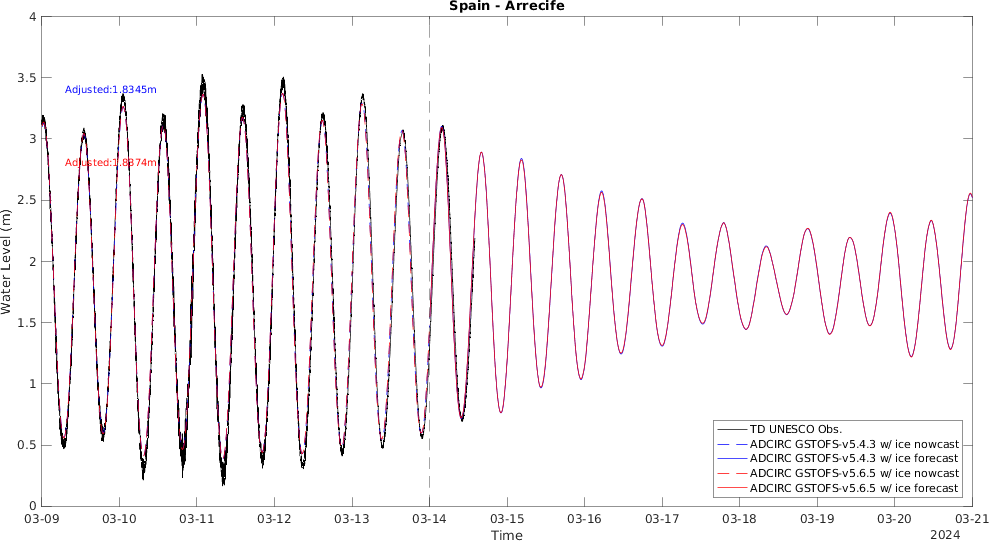 Spain - Arrecife
4
3.5
3
2.5
2
1.5
1
0.5
0
Water Level (m)
Adjusted:1.8345m
Adjusted:1.8374m
03-09
03-10
03-11
03-12
03-13
03-14
03-15
03-16
03-17
03-18
03-19
03-20
03-21
Time
2024
TD UNESCO Obs.
ADCIRC GSTOFS-v5.4.3 w/ ice nowcast
ADCIRC GSTOFS-v5.4.3 w/ ice forecast
ADCIRC GSTOFS-v5.6.5 w/ ice nowcast
ADCIRC GSTOFS-v5.6.5 w/ ice forecast